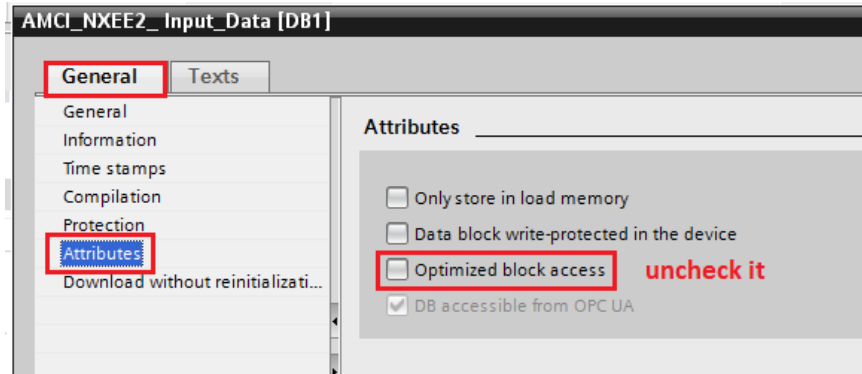 AMCI_NXEE2_ Input_Data [DB1]
General
Texts
General
Information
Time stamps
Compilation
Protection
Attributes
Download without reinitializati...
Attributes
Only store in load memory
Data block write-protected in the device
Optimized block access
uncheck it
DB accessible from OPC UA